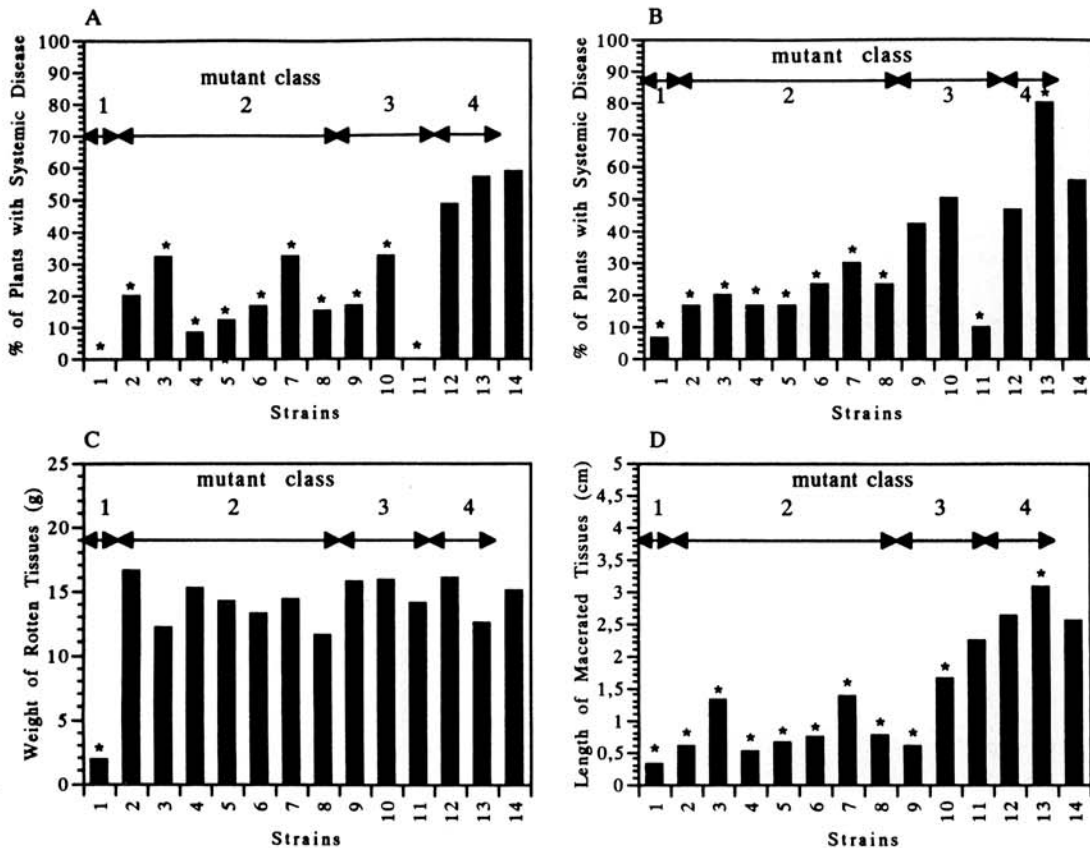 A
% of Plants with Systemic Disease
100
90
80
70
60
50
40
30
20
10
0
mutant class
1 2 3 4
* * * * * * * * * * *
1 2 3 4 5 6 7 8 9 10 11 12 13 14
Strains
B
% of Plants with Systemic Disease
100
90
80
70
60
50
40
30
20
10
0
mutant class
1 2 3 4
* * * * * * * * * *
1 2 3 4 5 6 7 8 9 10 11 12 13 14
Strains
C
Weight of Rotten Tissues (g)
25
20
15
10
5
0
mutant class
1 2 3 4
*
1 2 3 4 5 6 7 8 9 10 11 12 13 14
Strains
D
Length of Macerated Tissues (cm)
5
4,5
4
3,5
3
2,5
2
1,5
1
0,5
0
mutant class
1 2 3 4
* * * * * * * * * * *
1 2 3 4 5 6 7 8 9 10 11 12 13 14
Strains